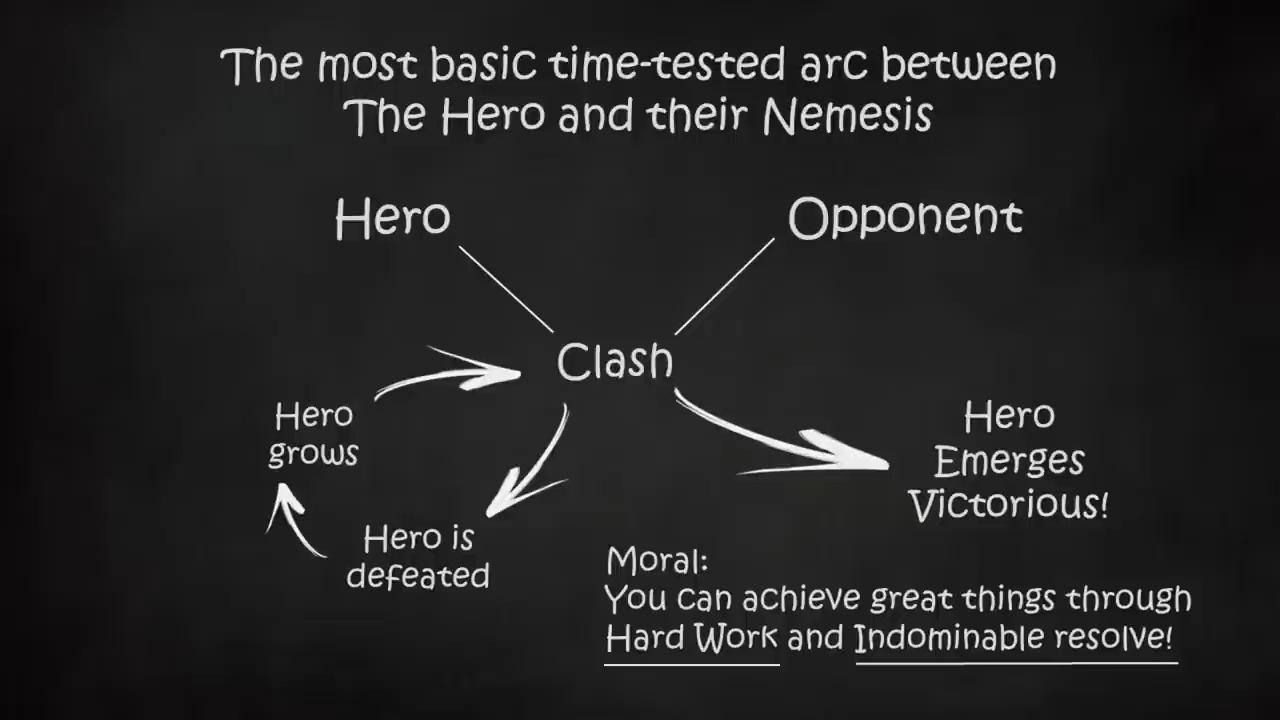 The most basic time-tested arc between
The Hero and their Nemesis
Hero
Opponent
Clash
Hero
grows
Hero is
defeated
Hero
Emerges
Victorious!
Moral:
You can achieve great things through
Hard Work and Indominable resolve!